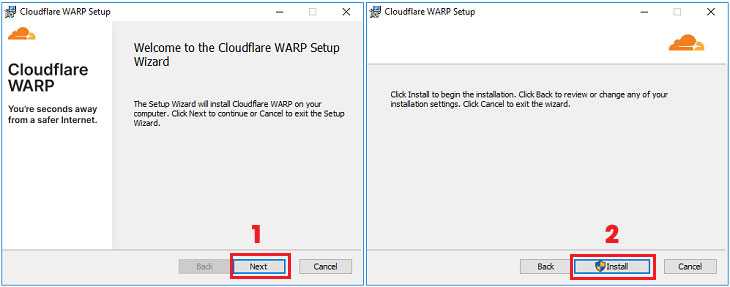 Cloudflare WARP Setup
Cloudflare
WARP
You're seconds away
from a safer Internet.
Welcome to the Cloudflare WARP Setup
Wizard
The Setup Wizard will install Cloudflare WARP on your
computer. Click Next to continue or Cancel to exit the Setup
Wizard.
1
Back
Next
Cancel
Cloudflare WARP Setup
Click Install to begin the installation. Click Back to review or change any of your
installation settings. Click Cancel to exit the wizard.
2
Back
Install
Cancel